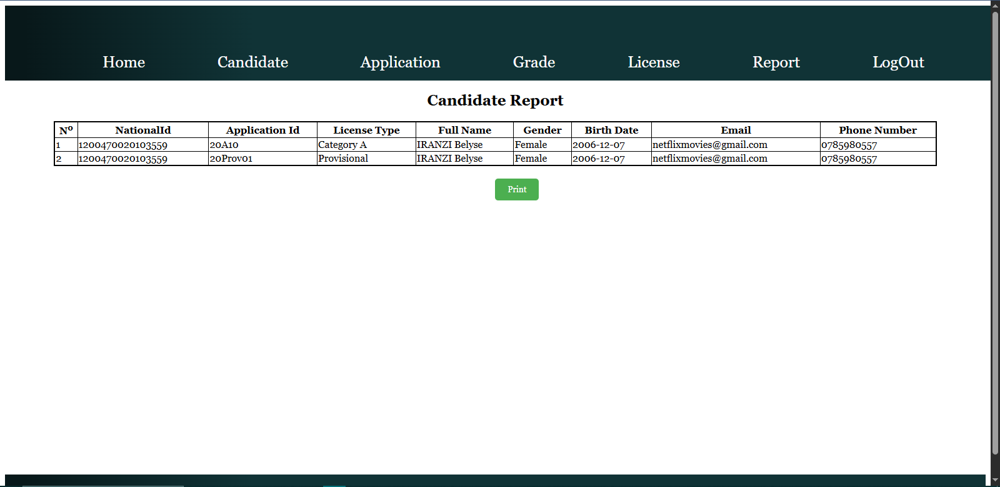 Home Candidate Application Grade License Report LogOut
Candidate Report
Nº NationalId Application Id License Type Full Name Gender Birth Date Email Phone Number
1 1200470020103559 20A10 Category A IRANZI Belyse Female 2006-12-07 netflixmovies@gmail.com 0785980557
2 1200470020103559 20Prov01 Provisional IRANZI Belyse Female 2006-12-07 netflixmovies@gmail.com 0785980557
Print